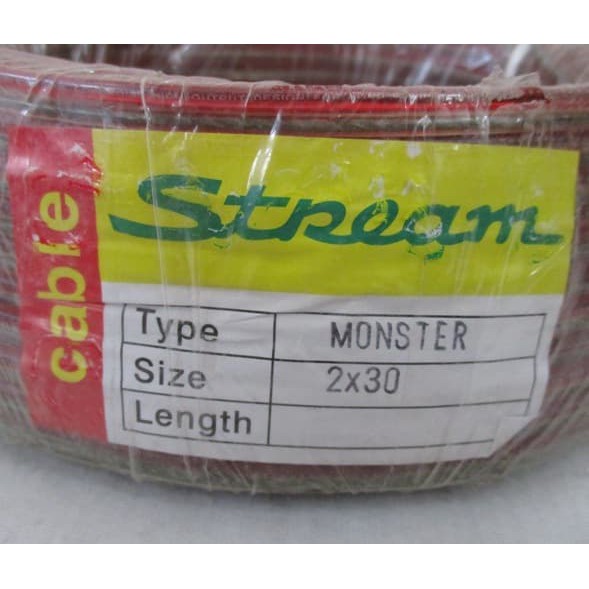 cable
Stream
Type MONSTER
Size 2x30
Length